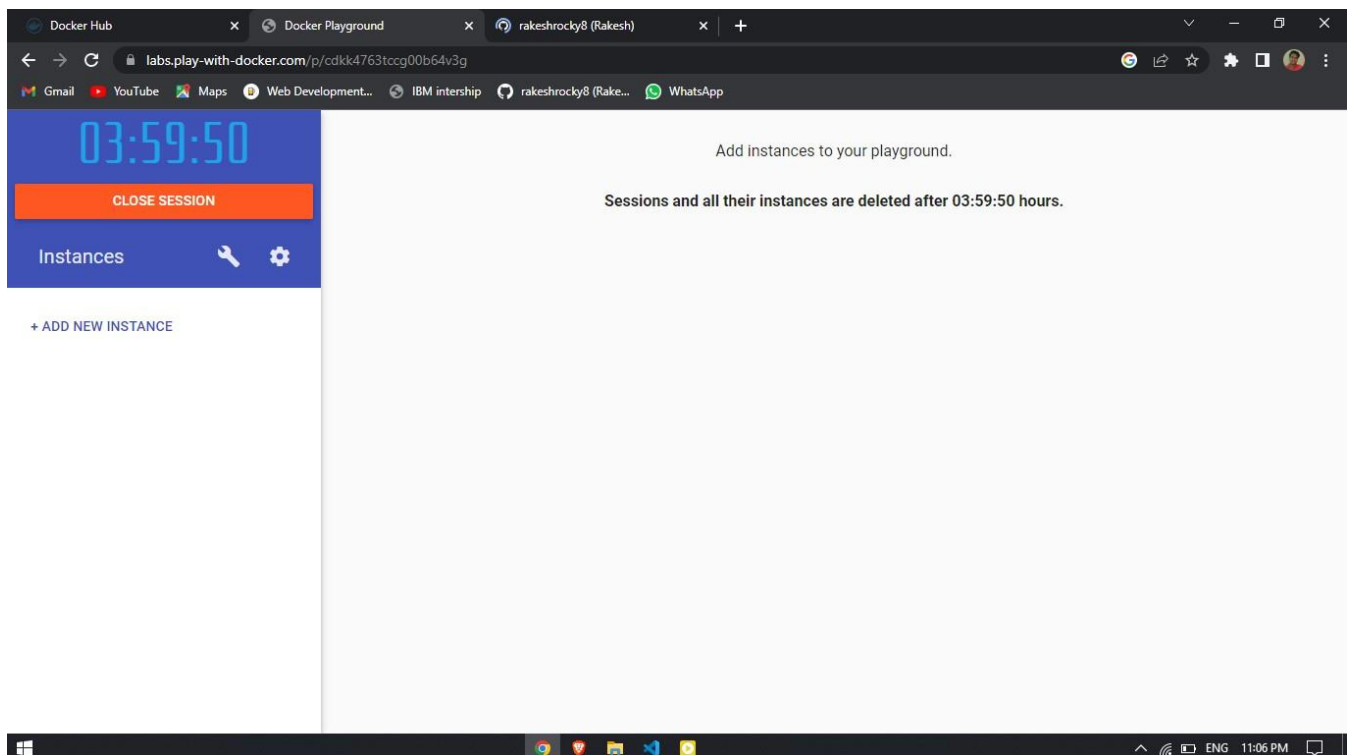 Docker Hub
Docker Playground
rakeshrocky8 (Rakesh)
labs.play-with-docker.com/p/cdkk4763tccg00b64v3g
Gmail YouTube Maps Web Development... IBM intership rakeshrocky8 (Rake... WhatsApp
03:59:50
CLOSE SESSION
Instances
+ ADD NEW INSTANCE
Add instances to your playground.
Sessions and all their instances are deleted after 03:59:50 hours.
ENG 11:06 PM